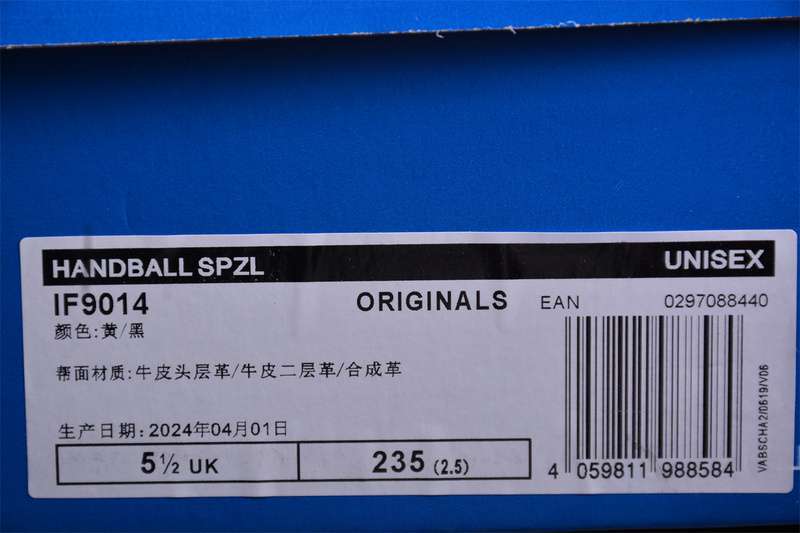 HANDBALL SPZL UNISEX
IF9014 ORIGINALS EAN 0297088440
颜色:黄/黑
帮面材质:牛皮头层革/牛皮二层革/合成革
生产日期:2024年04月01日
5½ UK 235 (2.5)
4 059811 988584
VABSCHA2/0619/V06